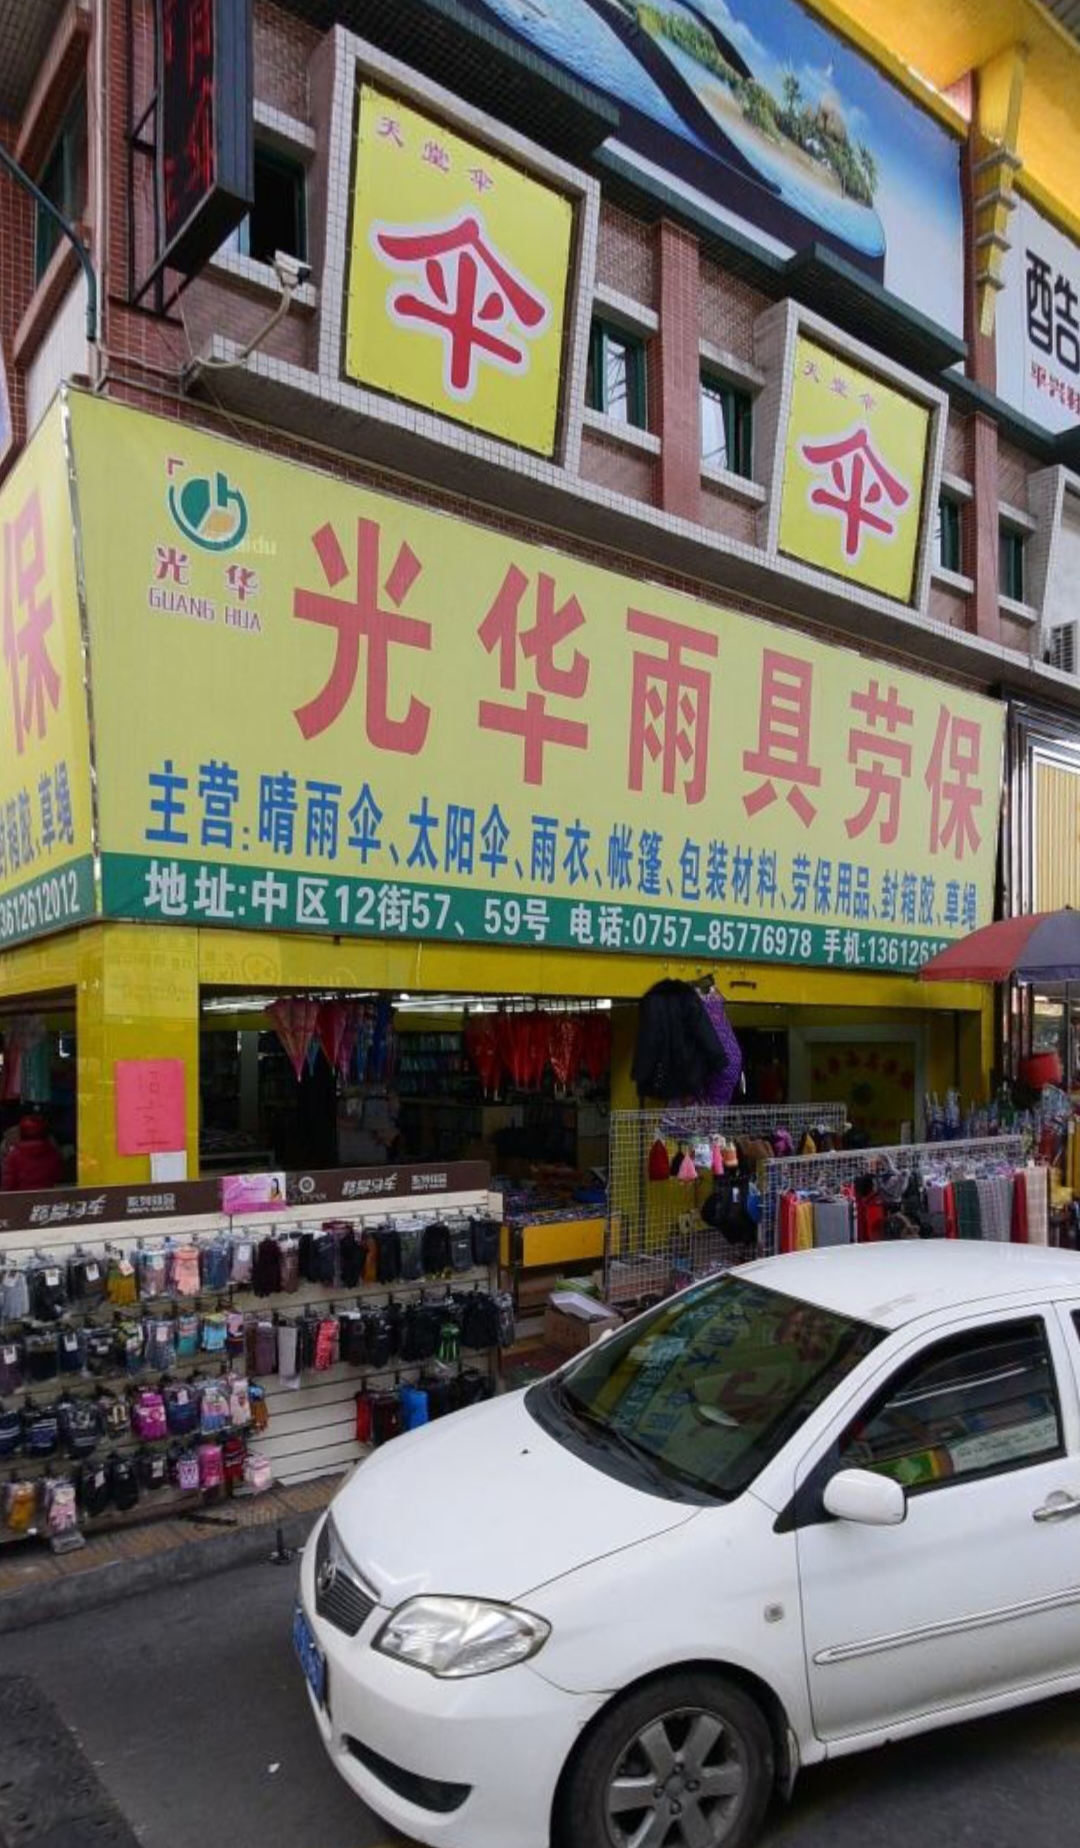 天堂伞
伞
天堂伞
伞
酷
光华
GUANG HUA
光华雨具劳保
主营:晴雨伞、太阳伞、雨衣、帐篷、包装材料、劳保用品、封箱胶、草绳
地址:中区12街57、59号 电话:0757-85776978 手机:1361261
保
封箱胶、草绳
3612612012